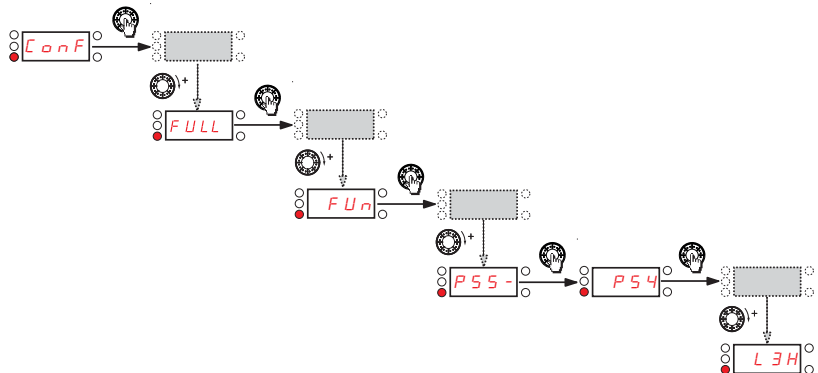 ConF
+
FULL
+
FUn
+
PSS-
PS4
+
L3H